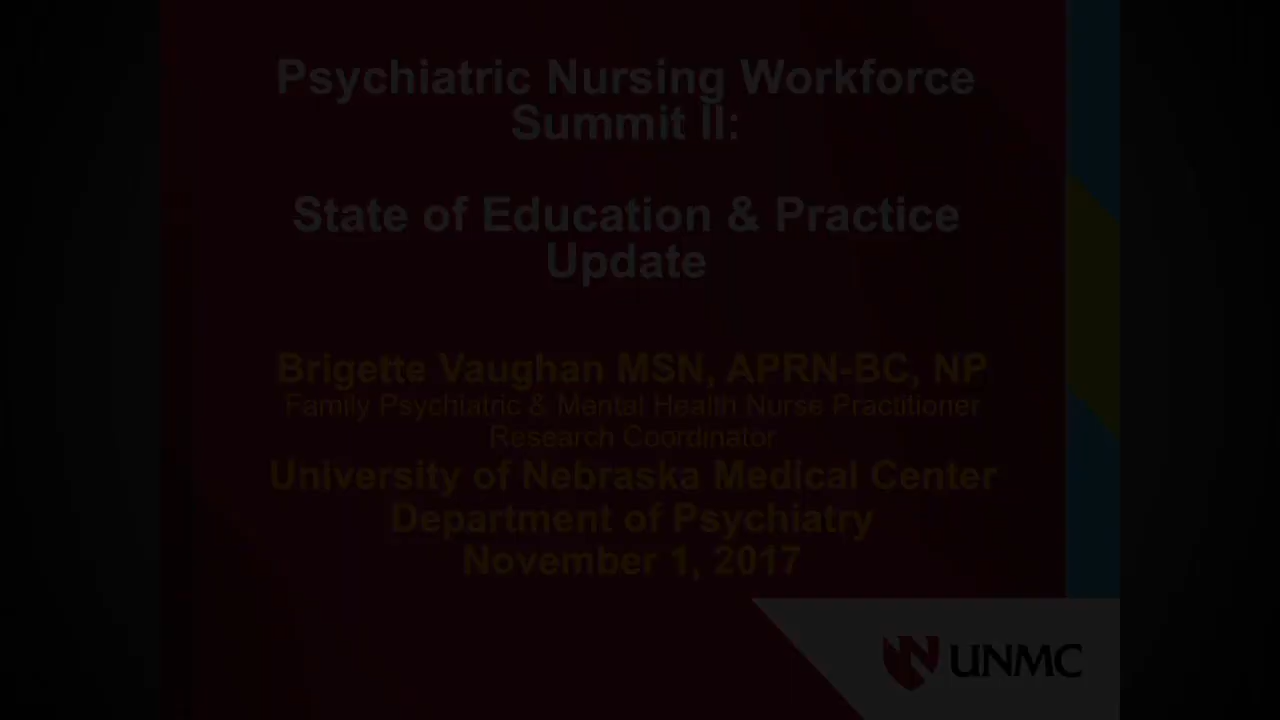 Psychiatric Nursing Workforce
Summit II:
State of Education & Practice
Update
Brigette Vaughan MSN, APRN-BC, NP
Family Psychiatric & Mental Health Nurse Practitioner
Research Coordinator
University of Nebraska Medical Center
Department of Psychiatry
November 1, 2017
UNMC